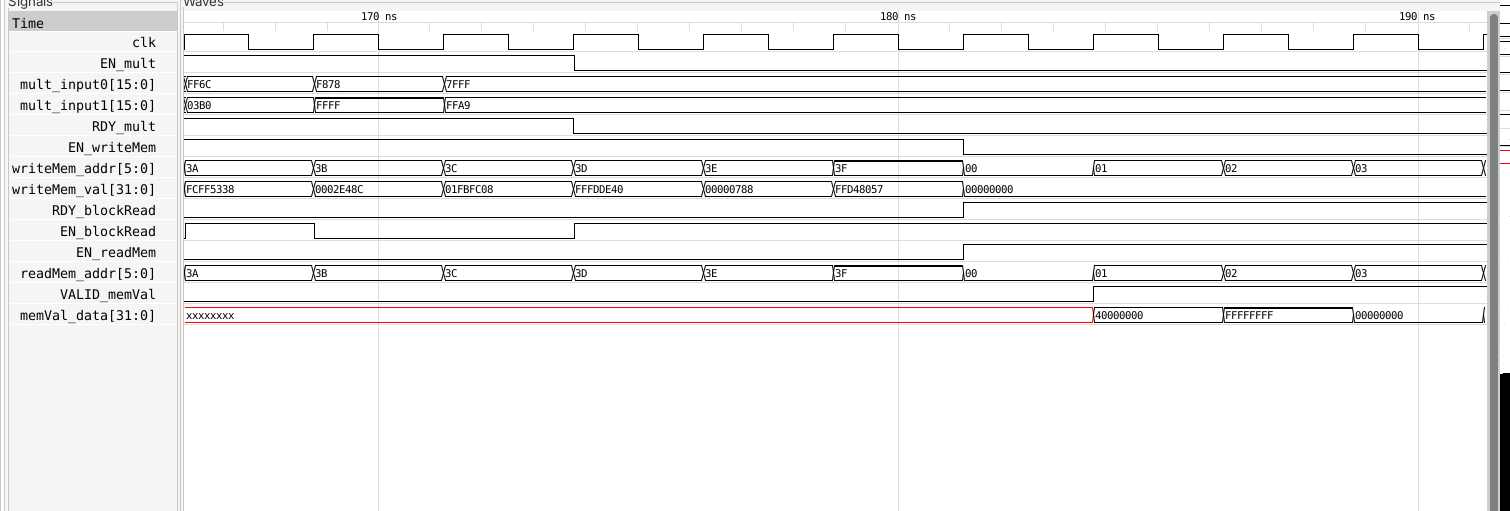 Signals
Waves
Time
170 ns 180 ns 190 ns
clk
EN_mult
mult_input0[15:0] FF6C F878 7FFF
mult_input1[15:0] 03B0 FFFF FFA9
RDY_mult
EN_writeMem
writeMem_addr[5:0] 3A 3B 3C 3D 3E 3F 00 01 02 03
writeMem_val[31:0] FCFF5338 0002E48C 01FBFC08 FFFDDE40 00000788 FFD48057 00000000
RDY_blockRead
EN_blockRead
EN_readMem
readMem_addr[5:0] 3A 3B 3C 3D 3E 3F 00 01 02 03
VALID_memVal
memVal_data[31:0] xxxxxxxx 40000000 FFFFFFFF 00000000